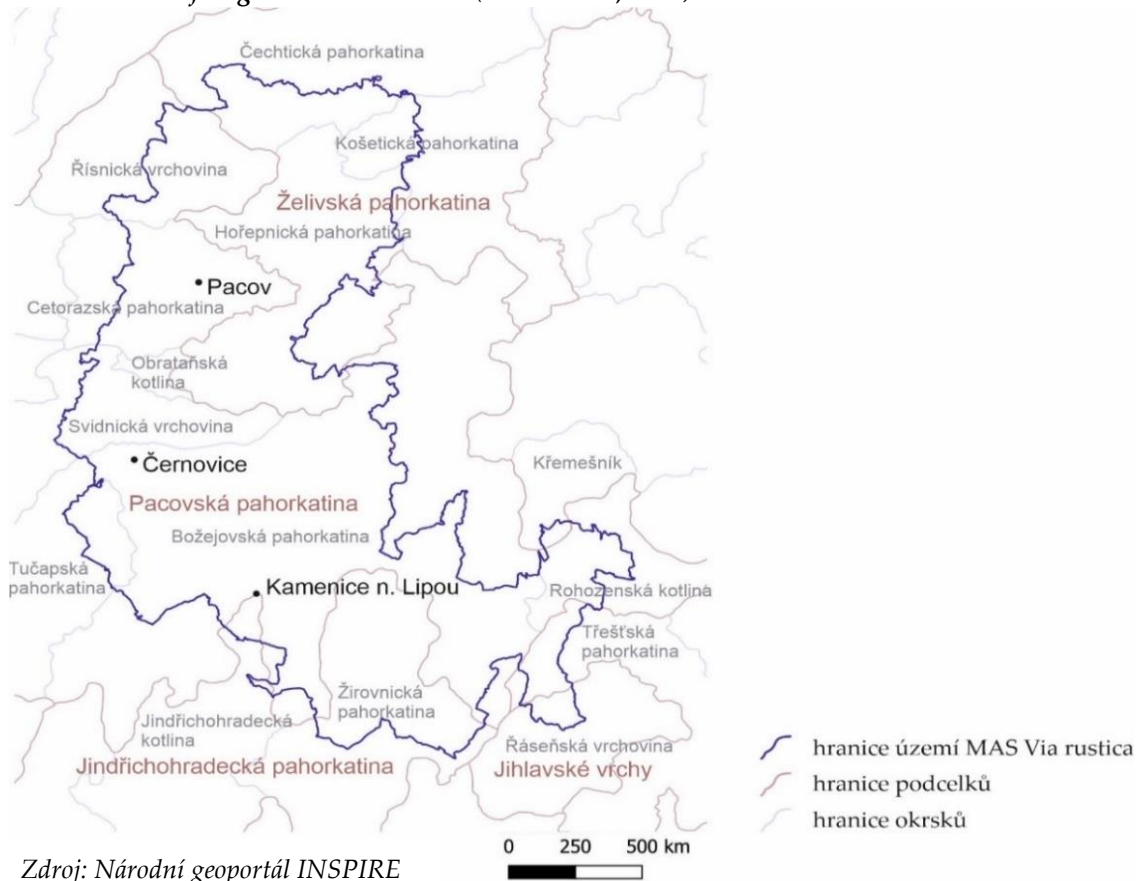 Čechtická pahorkatina
Košetická pahorkatina
Řísnická vrchovina
Želivská pahorkatina
Hořepnická pahorkatina
Pacov
Cetorazská pahorkatina
Obrataňská
kotlina
Svidnická vrchovina
Černovice
Křemešník
Pacovská pahorkatina
Božejovská pahorkatina
Tučapská
pahorkatina
Kamenice n. Lipou
Rohozenská kotlina
Třešťská
pahorkatina
Žirovnická
pahorkatina
Jindřichohradecká
kotlina
Řáseňská vrchovina
Jindřichohradecká pahorkatina
Jihlavské vrchy
hranice území MAS Via rustica
hranice podcelků
hranice okrsků
0 250 500 km
Zdroj: Národní geoportál INSPIRE